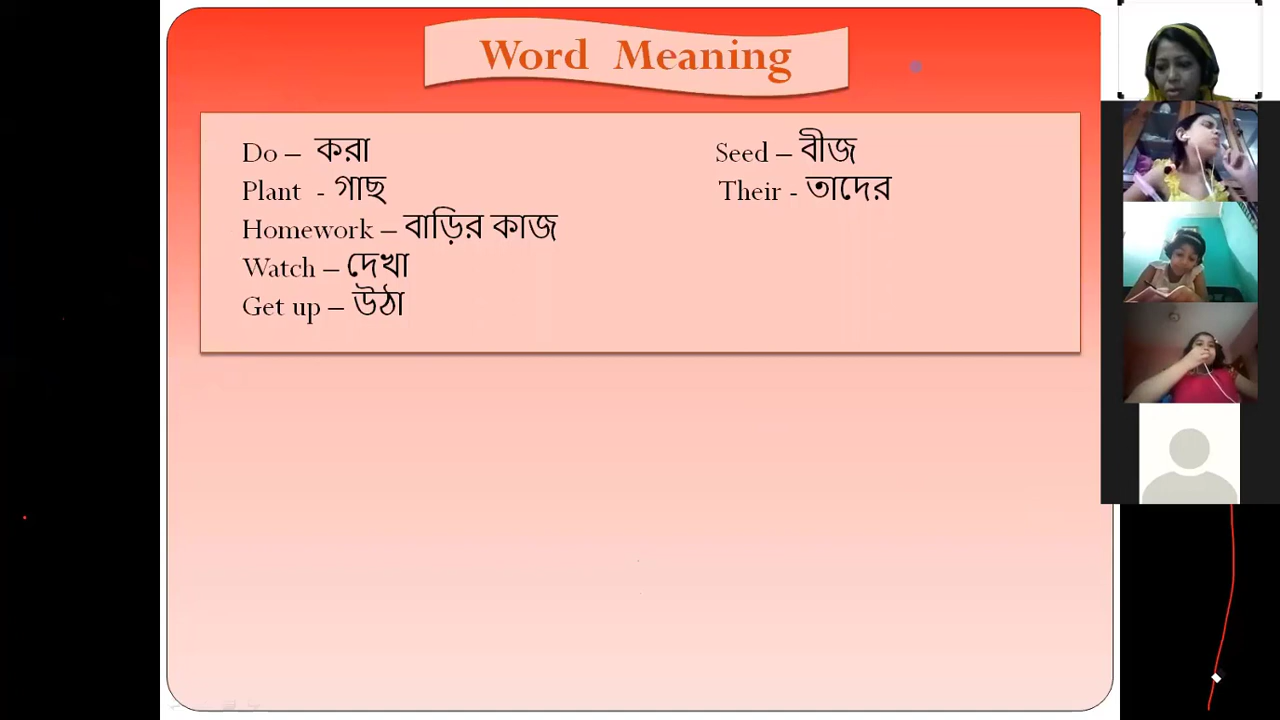 Word Meaning
Do – করা
Plant - গাছ
Homework – বাড়ির কাজ
Watch – দেখা
Get up – উঠা
Seed – বীজ
Their - তাদের